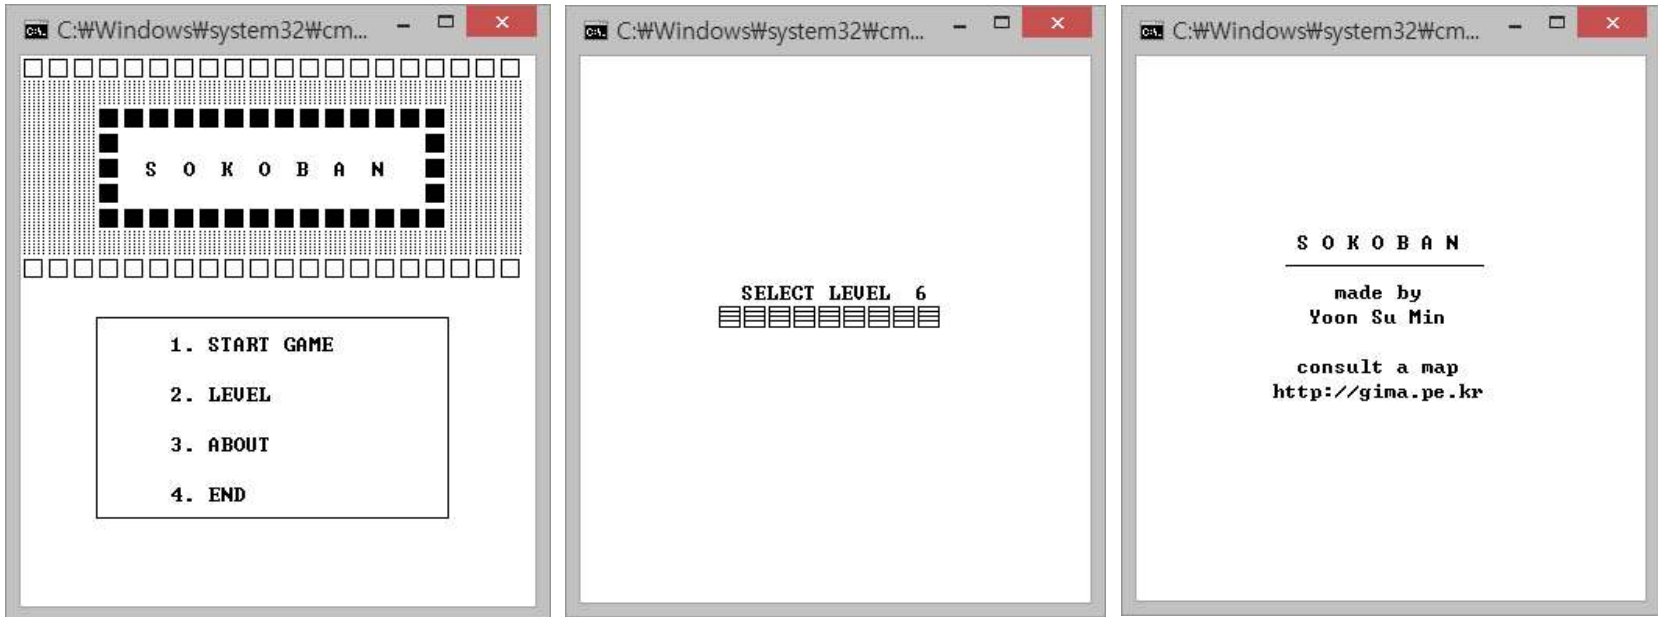 C:₩Windows₩system32₩cm...
S O K O B A N
1. START GAME
2. LEVEL
3. ABOUT
4. END
C:₩Windows₩system32₩cm...
SELECT LEVEL 6
C:₩Windows₩system32₩cm...
S O K O B A N
made by
Yoon Su Min
consult a map
http://gima.pe.kr